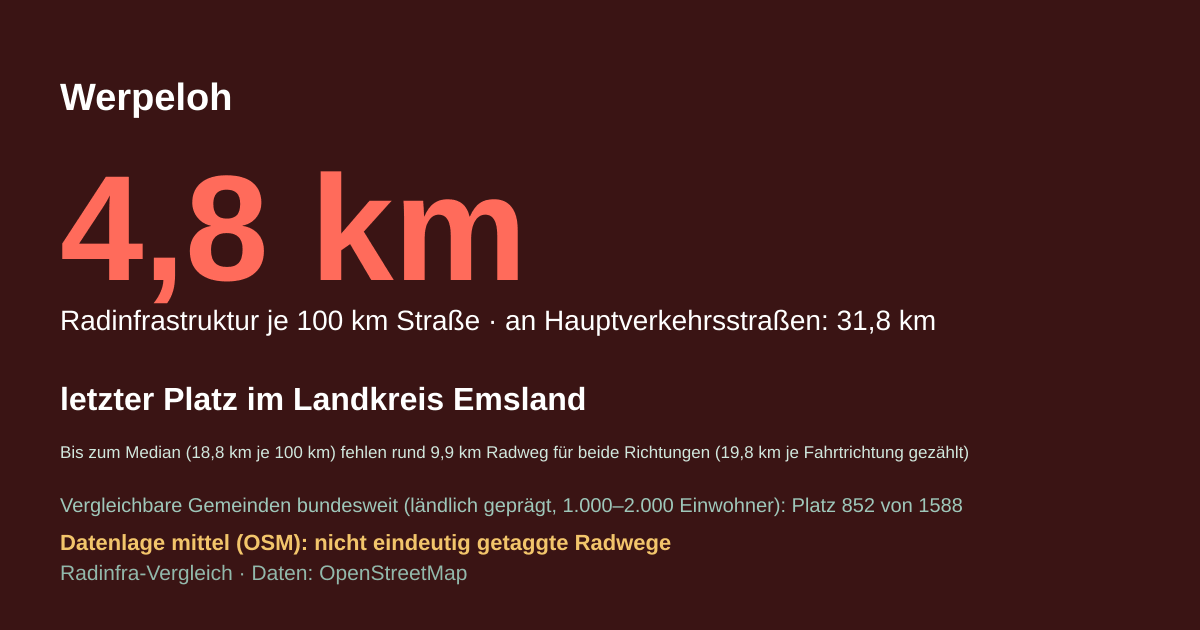 Werpeloh
4,8 km
Radinfrastruktur je 100 km Straße · an Hauptverkehrsstraßen: 31,8 km
letzter Platz im Landkreis Emsland
Bis zum Median (18,8 km je 100 km) fehlen rund 9,9 km Radweg für beide Richtungen (19,8 km je Fahrtrichtung gezählt)
Vergleichbare Gemeinden bundesweit (ländlich geprägt, 1.000–2.000 Einwohner): Platz 852 von 1588
Datenlage mittel (OSM): nicht eindeutig getaggte Radwege
Radinfra-Vergleich · Daten: OpenStreetMap